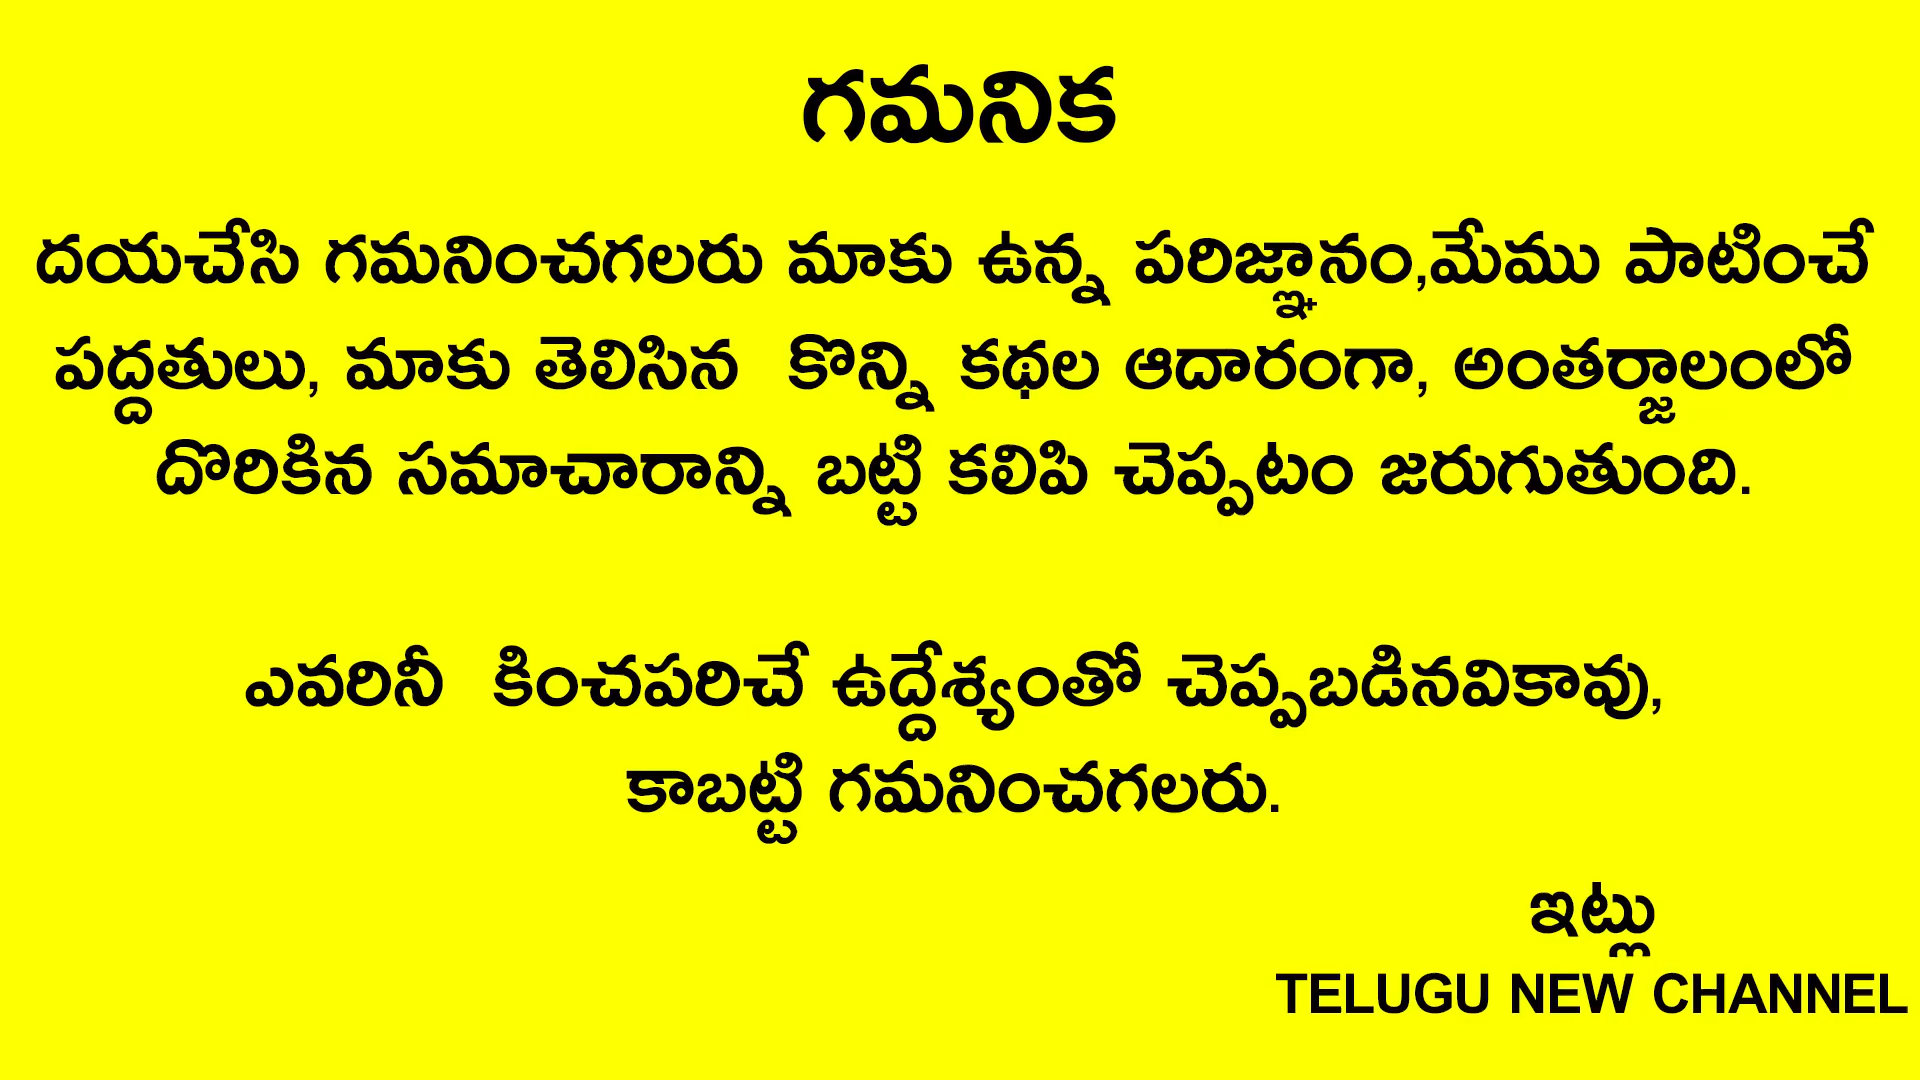 గమనిక
దయచేసి గమనించగలరు మాకు ఉన్న పరిజ్ఞానం,మేము పాటించే
పద్దతులు, మాకు తెలిసిన కొన్ని కథల ఆదారంగా, అంతర్జాలంలో
దొరికిన సమాచారాన్ని బట్టి కలిపి చెప్పటం జరుగుతుంది.
ఎవరినీ కించపరిచే ఉద్దేశ్యంతో చెప్పబడినవికావు,
కాబట్టి గమనించగలరు.
ఇట్లు
TELUGU NEW CHANNEL